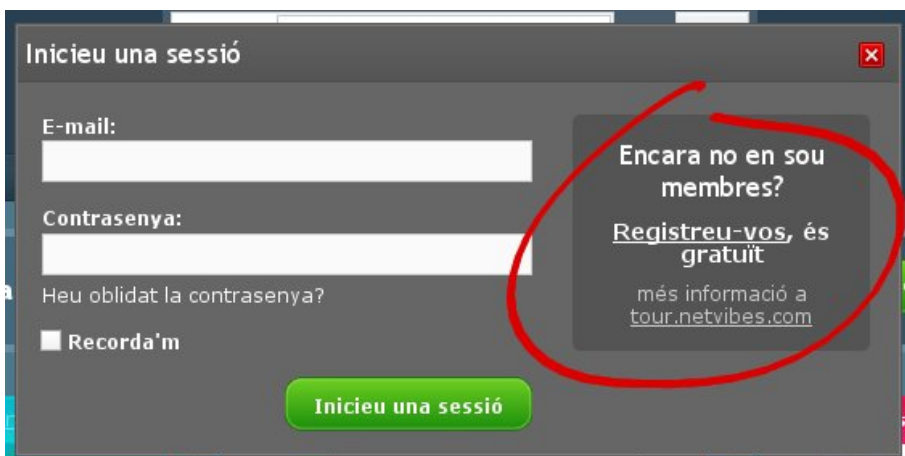 Inicieu una sessió
E-mail:
Contrasenya:
Heu oblidat la contrasenya?
Recorda'm
Inicieu una sessió
Encara no en sou
membres?
Registreu-vos, és
gratuït
més informació a
tour.netvibes.com